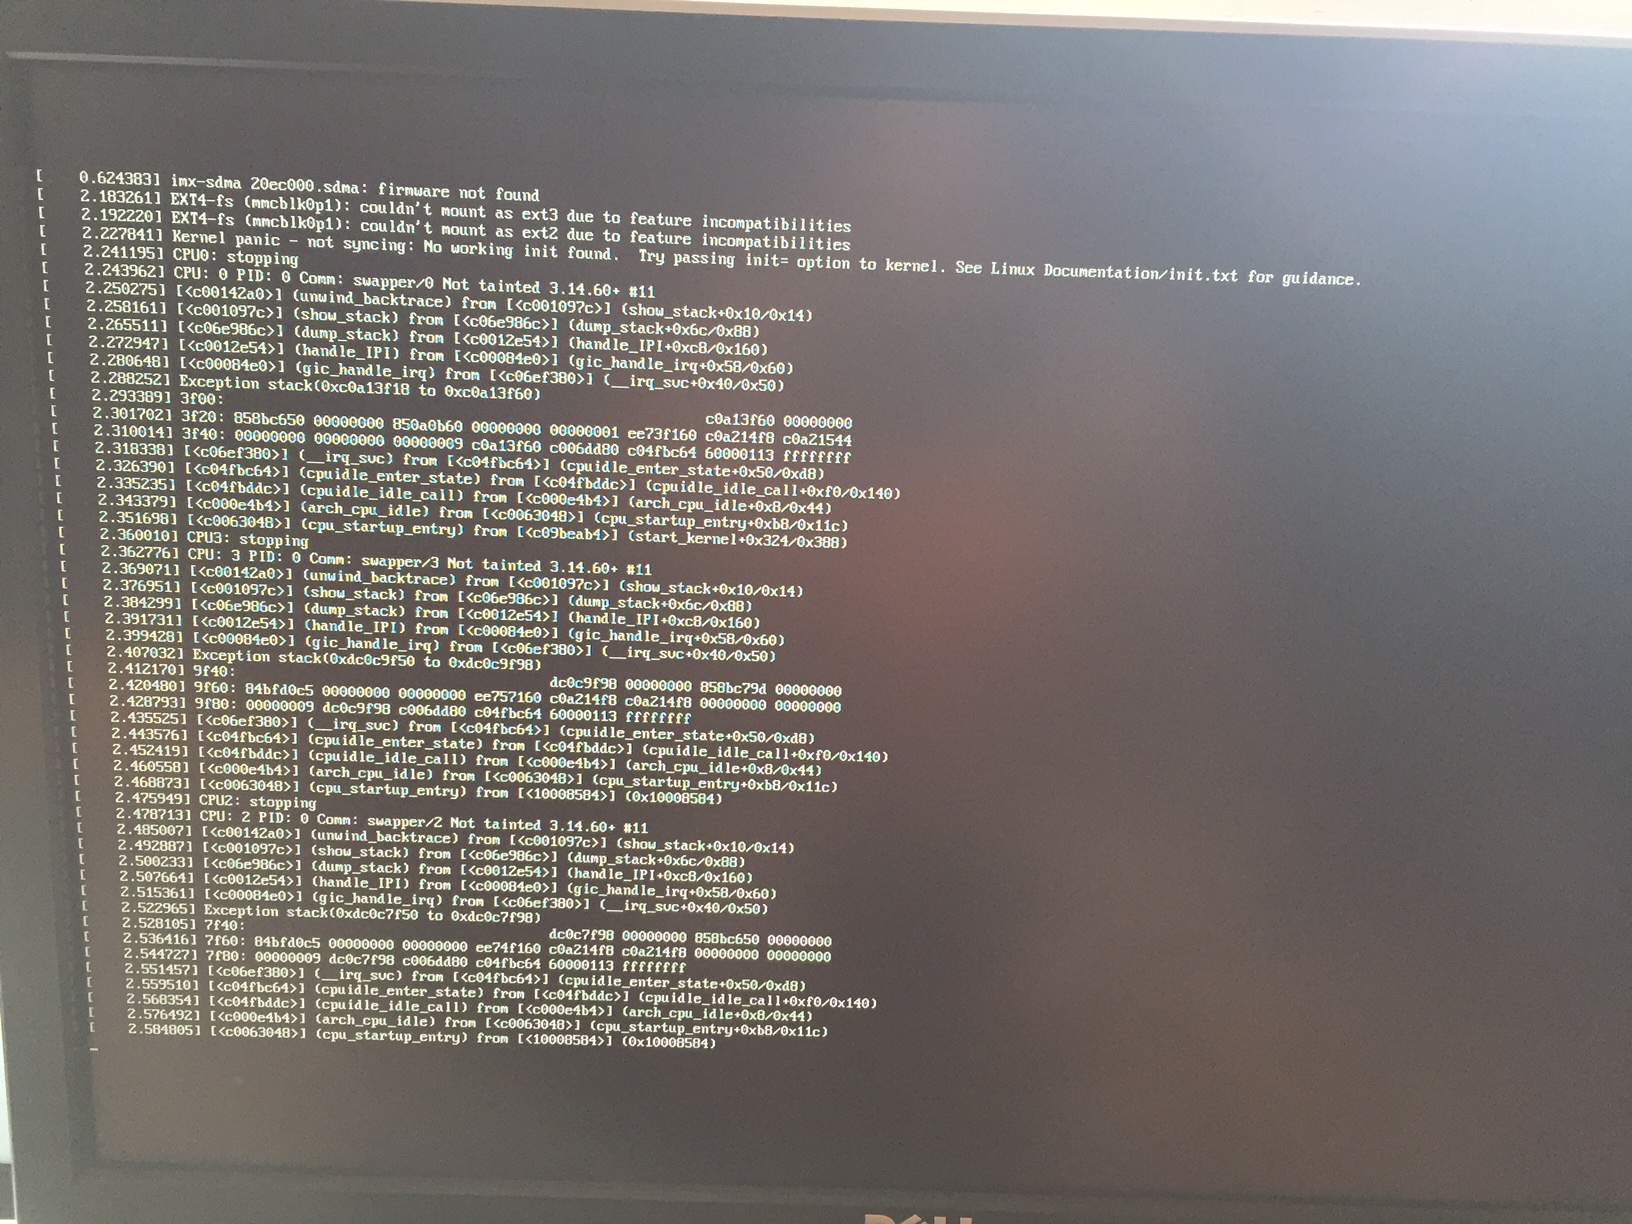 [    0.624383] imx-sdma 20ec000.sdma: firmware not found
[    2.183261] EXT4-fs (mmcblk0p1): couldn't mount as ext3 due to feature incompatibilities
[    2.192220] EXT4-fs (mmcblk0p1): couldn't mount as ext2 due to feature incompatibilities
[    2.227841] Kernel panic - not syncing: No working init found.  Try passing init= option to kernel. See Linux Documentation/init.txt for guidance.
[    2.241195] CPU0: stopping
[    2.243962] CPU: 0 PID: 0 Comm: swapper/0 Not tainted 3.14.60+ #11
[    2.250275] [<c00142a0>] (unwind_backtrace) from [<c001097c>] (show_stack+0x10/0x14)
[    2.258161] [<c001097c>] (show_stack) from [<c06e986c>] (dump_stack+0x6c/0x88)
[    2.265511] [<c06e986c>] (dump_stack) from [<c0012e54>] (handle_IPI+0xc8/0x160)
[    2.272947] [<c0012e54>] (handle_IPI) from [<c00084e0>] (gic_handle_irq+0x58/0x60)
[    2.280648] [<c00084e0>] (gic_handle_irq) from [<c06ef380>] (__irq_svc+0x40/0x50)
[    2.288252] Exception stack(0xc0a13f18 to 0xc0a13f60)
[    2.293389] 3f00:                                                       c0a13f60 00000000
[    2.301702] 3f20: 858bc650 00000000 850a0b60 00000000 00000001 ee73f160 c0a214f8 c0a21544
[    2.310014] 3f40: 00000000 00000000 00000009 c0a13f60 c006dd80 c04fbc64 60000113 ffffffff
[    2.318338] [<c06ef380>] (__irq_svc) from [<c04fbc64>] (cpuidle_enter_state+0x50/0xd8)
[    2.326390] [<c04fbc64>] (cpuidle_enter_state) from [<c04fbddc>] (cpuidle_idle_call+0xf0/0x140)
[    2.335235] [<c04fbddc>] (cpuidle_idle_call) from [<c000e4b4>] (arch_cpu_idle+0x8/0x44)
[    2.343379] [<c000e4b4>] (arch_cpu_idle) from [<c0063048>] (cpu_startup_entry+0xb8/0x11c)
[    2.351698] [<c0063048>] (cpu_startup_entry) from [<c09beab4>] (start_kernel+0x324/0x388)
[    2.360010] CPU3: stopping
[    2.362776] CPU: 3 PID: 0 Comm: swapper/3 Not tainted 3.14.60+ #11
[    2.369071] [<c00142a0>] (unwind_backtrace) from [<c001097c>] (show_stack+0x10/0x14)
[    2.376951] [<c001097c>] (show_stack) from [<c06e986c>] (dump_stack+0x6c/0x88)
[    2.384299] [<c06e986c>] (dump_stack) from [<c0012e54>] (handle_IPI+0xc8/0x160)
[    2.391731] [<c0012e54>] (handle_IPI) from [<c00084e0>] (gic_handle_irq+0x58/0x60)
[    2.399428] [<c00084e0>] (gic_handle_irq) from [<c06ef380>] (__irq_svc+0x40/0x50)
[    2.407032] Exception stack(0xdc0c9f50 to 0xdc0c9f98)
[    2.412170] 9f40:                                     dc0c9f98 00000000 858bc79d 00000000
[    2.420480] 9f60: 84bfd0c5 00000000 00000000 ee757160 c0a214f8 c0a214f8 00000000 00000000
[    2.428793] 9f80: 00000009 dc0c9f98 c006dd80 c04fbc64 60000113 ffffffff
[    2.435525] [<c06ef380>] (__irq_svc) from [<c04fbc64>] (cpuidle_enter_state+0x50/0xd8)
[    2.443576] [<c04fbc64>] (cpuidle_enter_state) from [<c04fbddc>] (cpuidle_idle_call+0xf0/0x140)
[    2.452419] [<c04fbddc>] (cpuidle_idle_call) from [<c000e4b4>] (arch_cpu_idle+0x8/0x44)
[    2.460558] [<c000e4b4>] (arch_cpu_idle) from [<c0063048>] (cpu_startup_entry+0xb8/0x11c)
[    2.468873] [<c0063048>] (cpu_startup_entry) from [<10008584>] (0x10008584)
[    2.475949] CPU2: stopping
[    2.478713] CPU: 2 PID: 0 Comm: swapper/2 Not tainted 3.14.60+ #11
[    2.485007] [<c00142a0>] (unwind_backtrace) from [<c001097c>] (show_stack+0x10/0x14)
[    2.492887] [<c001097c>] (show_stack) from [<c06e986c>] (dump_stack+0x6c/0x88)
[    2.500233] [<c06e986c>] (dump_stack) from [<c0012e54>] (handle_IPI+0xc8/0x160)
[    2.507664] [<c0012e54>] (handle_IPI) from [<c00084e0>] (gic_handle_irq+0x58/0x60)
[    2.515361] [<c00084e0>] (gic_handle_irq) from [<c06ef380>] (__irq_svc+0x40/0x50)
[    2.522965] Exception stack(0xdc0c7f50 to 0xdc0c7f98)
[    2.528105] 7f40:                                     dc0c7f98 00000000 858bc650 00000000
[    2.536416] 7f60: 84bfd0c5 00000000 00000000 ee74f160 c0a214f8 c0a214f8 00000000 00000000
[    2.544727] 7f80: 00000009 dc0c7f98 c006dd80 c04fbc64 60000113 ffffffff
[    2.551457] [<c06ef380>] (__irq_svc) from [<c04fbc64>] (cpuidle_enter_state+0x50/0xd8)
[    2.559510] [<c04fbc64>] (cpuidle_enter_state) from [<c04fbddc>] (cpuidle_idle_call+0xf0/0x140)
[    2.568354] [<c04fbddc>] (cpuidle_idle_call) from [<c000e4b4>] (arch_cpu_idle+0x8/0x44)
[    2.576492] [<c000e4b4>] (arch_cpu_idle) from [<c0063048>] (cpu_startup_entry+0xb8/0x11c)
[    2.584805] [<c0063048>] (cpu_startup_entry) from [<10008584>] (0x10008584)
DELL